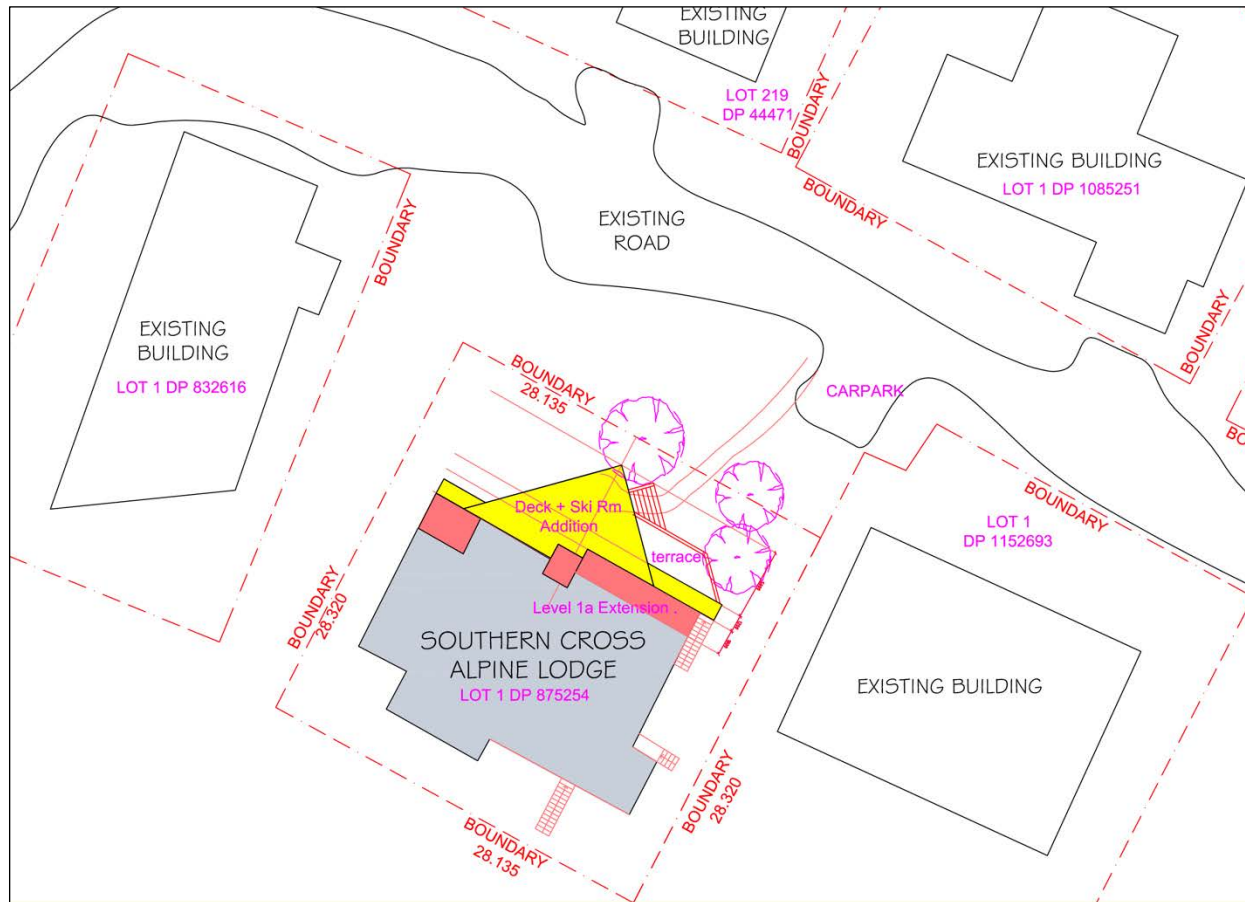 EXISTING
BUILDING
LOT 219
DP 44471
BOUNDARY
EXISTING BUILDING
LOT 1 DP 1085251
BOUNDARY
BOUNDARY
EXISTING
ROAD
BOUNDARY
EXISTING
BUILDING
LOT 1 DP 832616
BOUNDARY
28.135
CARPARK
BOUNDARY
LOT 1
DP 1152693
Deck + Ski Rm
Addition
terrace
Level 1a Extension .
BOUNDARY
28.320
SOUTHERN CROSS
ALPINE LODGE
LOT 1 DP 875254
EXISTING BUILDING
BOUNDARY
28.320
BOUNDARY
28.135